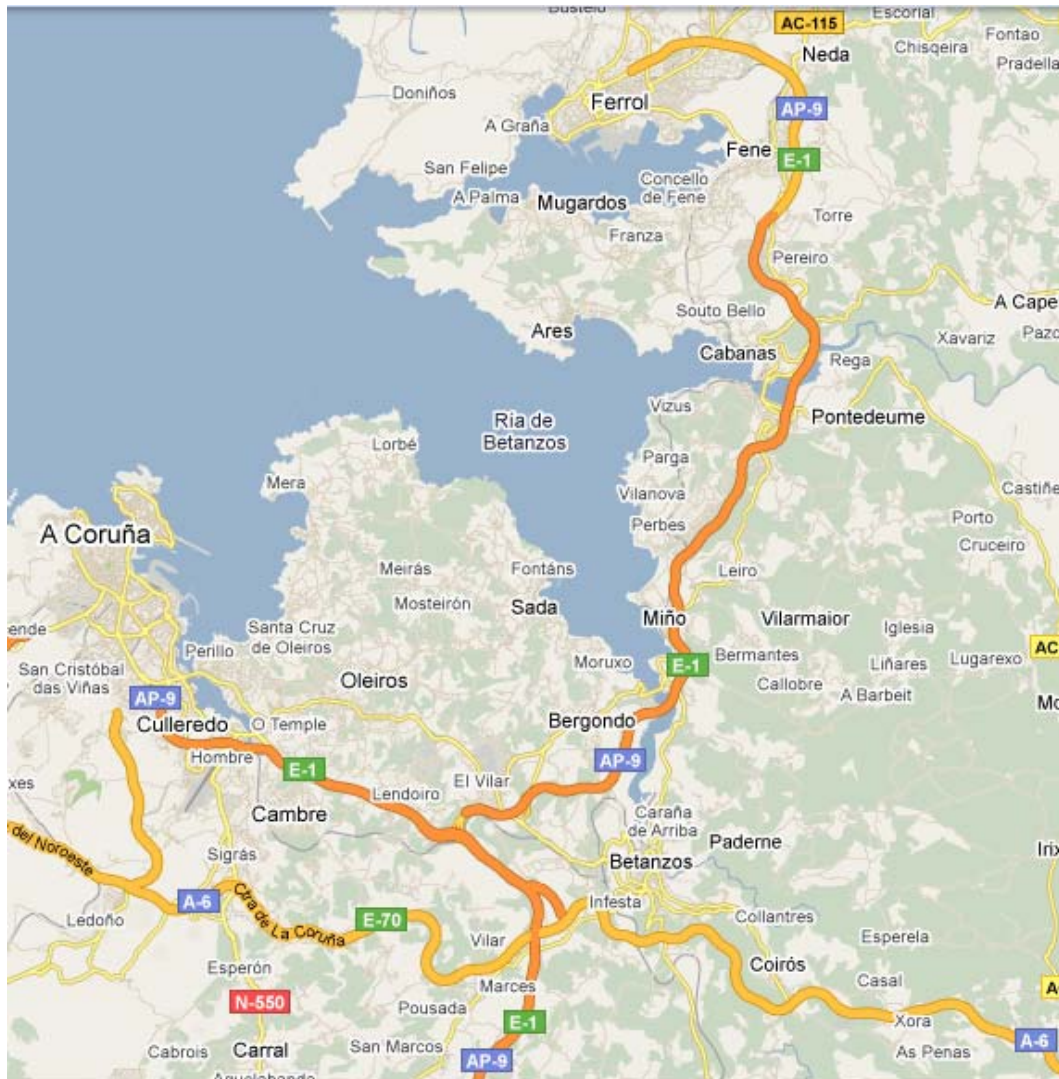 Bustelo
AC-115
Escorial
Fontao
Chisqeira
Neda
Pradella
Doniños
Ferrol
AP-9
A Graña
Fene
E-1
San Felipe
Concello
de Fene
A Palma
Mugardos
Torre
Franza
Pereiro
A Cape
Souto Bello
Ares
Xavariz
Pazo
Cabanas
Rega
Vizus
Ría de
Betanzos
Pontedeume
Lorbé
Parga
Mera
Vilanova
Castiñe
Perbes
Porto
A Coruña
Cruceiro
Meirás
Fontáns
Leiro
Mosteirón
Sada
Miño
Vilarmaior
Iglesia
ende
Santa Cruz
de Oleiros
AC
Perillo
Bermantes
San Cristóbal
das Viñas
Moruxo
E-1
Liñares
Lugarexo
Oleiros
Callobre
A Barbeit
AP-9
Mo
Culleredo
O Temple
Bergondo
Hombre
AP-9
E-1
El Vilar
xes
Lendoiro
Cambre
Caraña
de Arriba
Paderne
del Noroeste
Irix
Sigrás
Betanzos
A-6
Ctra de La Coruña
Infesta
Ledoño
E-70
Collantres
Vilar
Esperela
Esperón
Coirós
Marces
Casal
A
N-550
Pousada
E-1
Xora
A-6
Cabrois
Carral
San Marcos
As Penas
AP-9